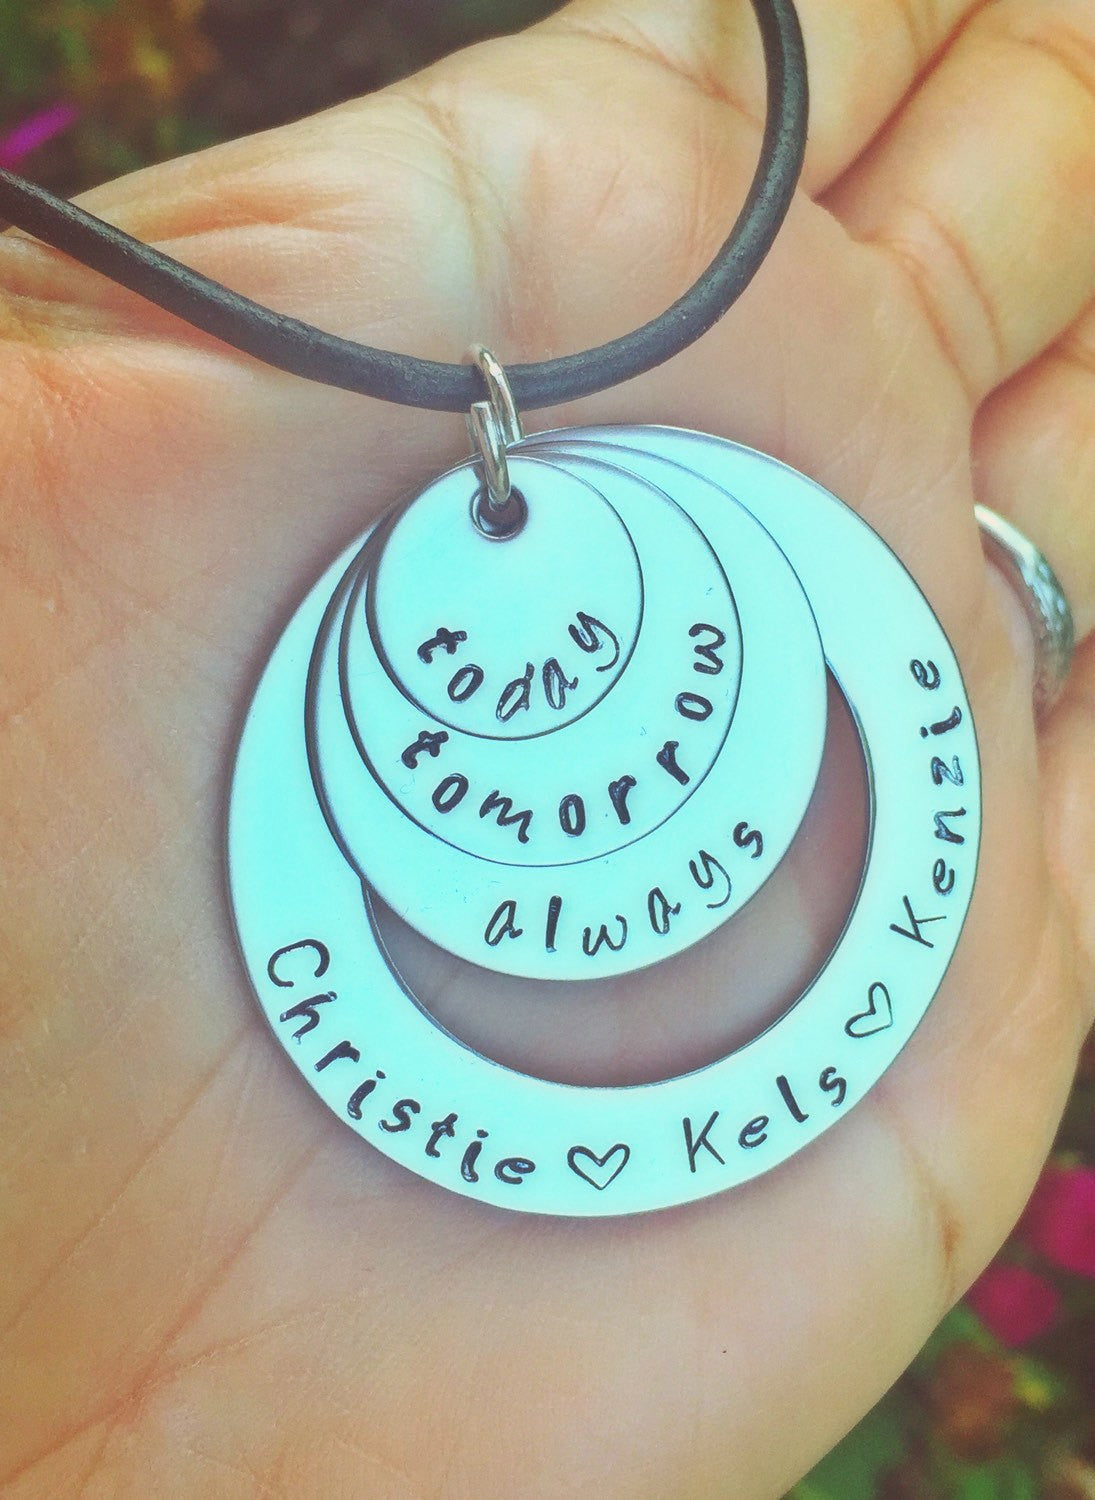 today
tomorrow
always
Christie ♡ Kels ♡ Kenzie